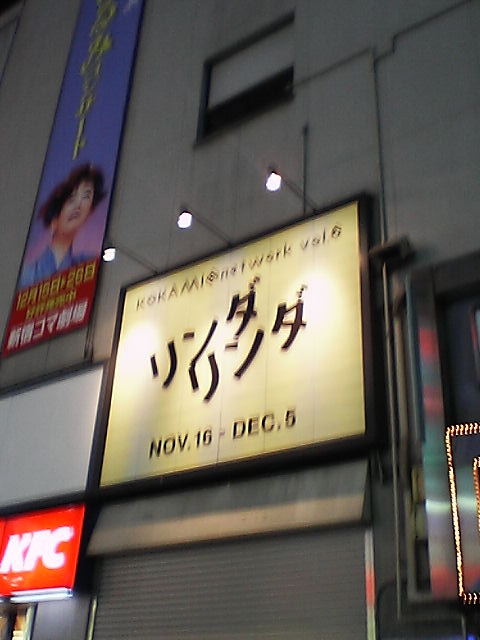 KOKAMI@network vol.6
リンダ
リンダ
NOV.16 - DEC.5
12月16日▶26日
新宿コマ劇場
KFC